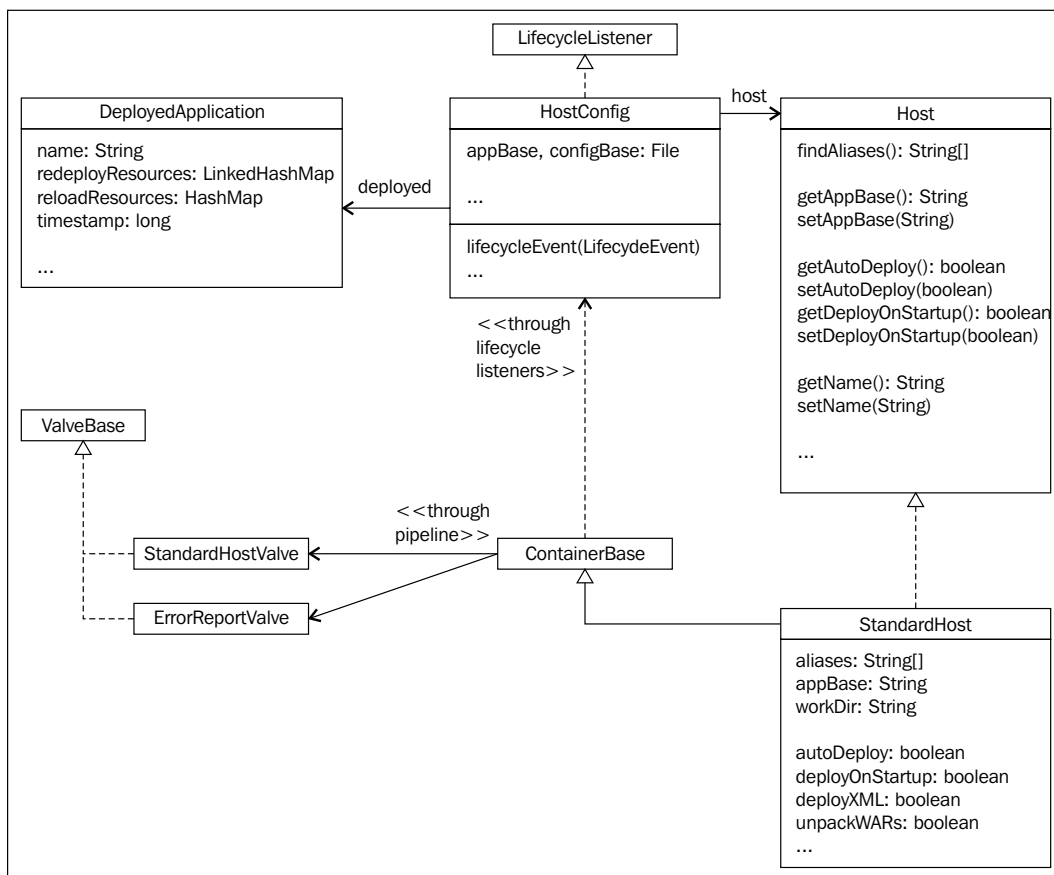 LifecycleListener
DeployedApplication
name: String
redeployResources: LinkedHashMap
reloadResources: HashMap
timestamp: long
...
deployed
HostConfig
appBase, configBase: File
...
lifecycleEvent(LifecydeEvent)
...
host
Host
findAliases(): String[]
getAppBase(): String
setAppBase(String)
getAutoDeploy(): boolean
setAutoDeploy(boolean)
getDeployOnStartup(): boolean
setDeployOnStartup(boolean)
getName(): String
setName(String)
...
<<through
lifecycle
listeners>>
ValveBase
<<through
pipeline>>
StandardHostValve
ContainerBase
ErrorReportValve
StandardHost
aliases: String[]
appBase: String
workDir: String
autoDeploy: boolean
deployOnStartup: boolean
deployXML: boolean
unpackWARs: boolean
...